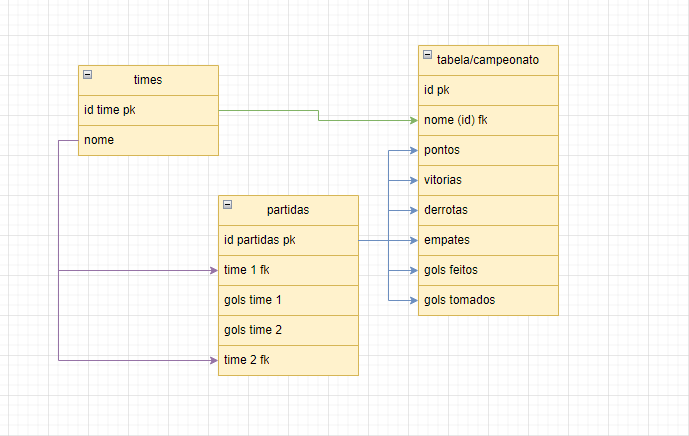 times
id time pk
nome
partidas
id partidas pk
time 1 fk
gols time 1
gols time 2
time 2 fk
tabela/campeonato
id pk
nome (id) fk
pontos
vitorias
derrotas
empates
gols feitos
gols tomados